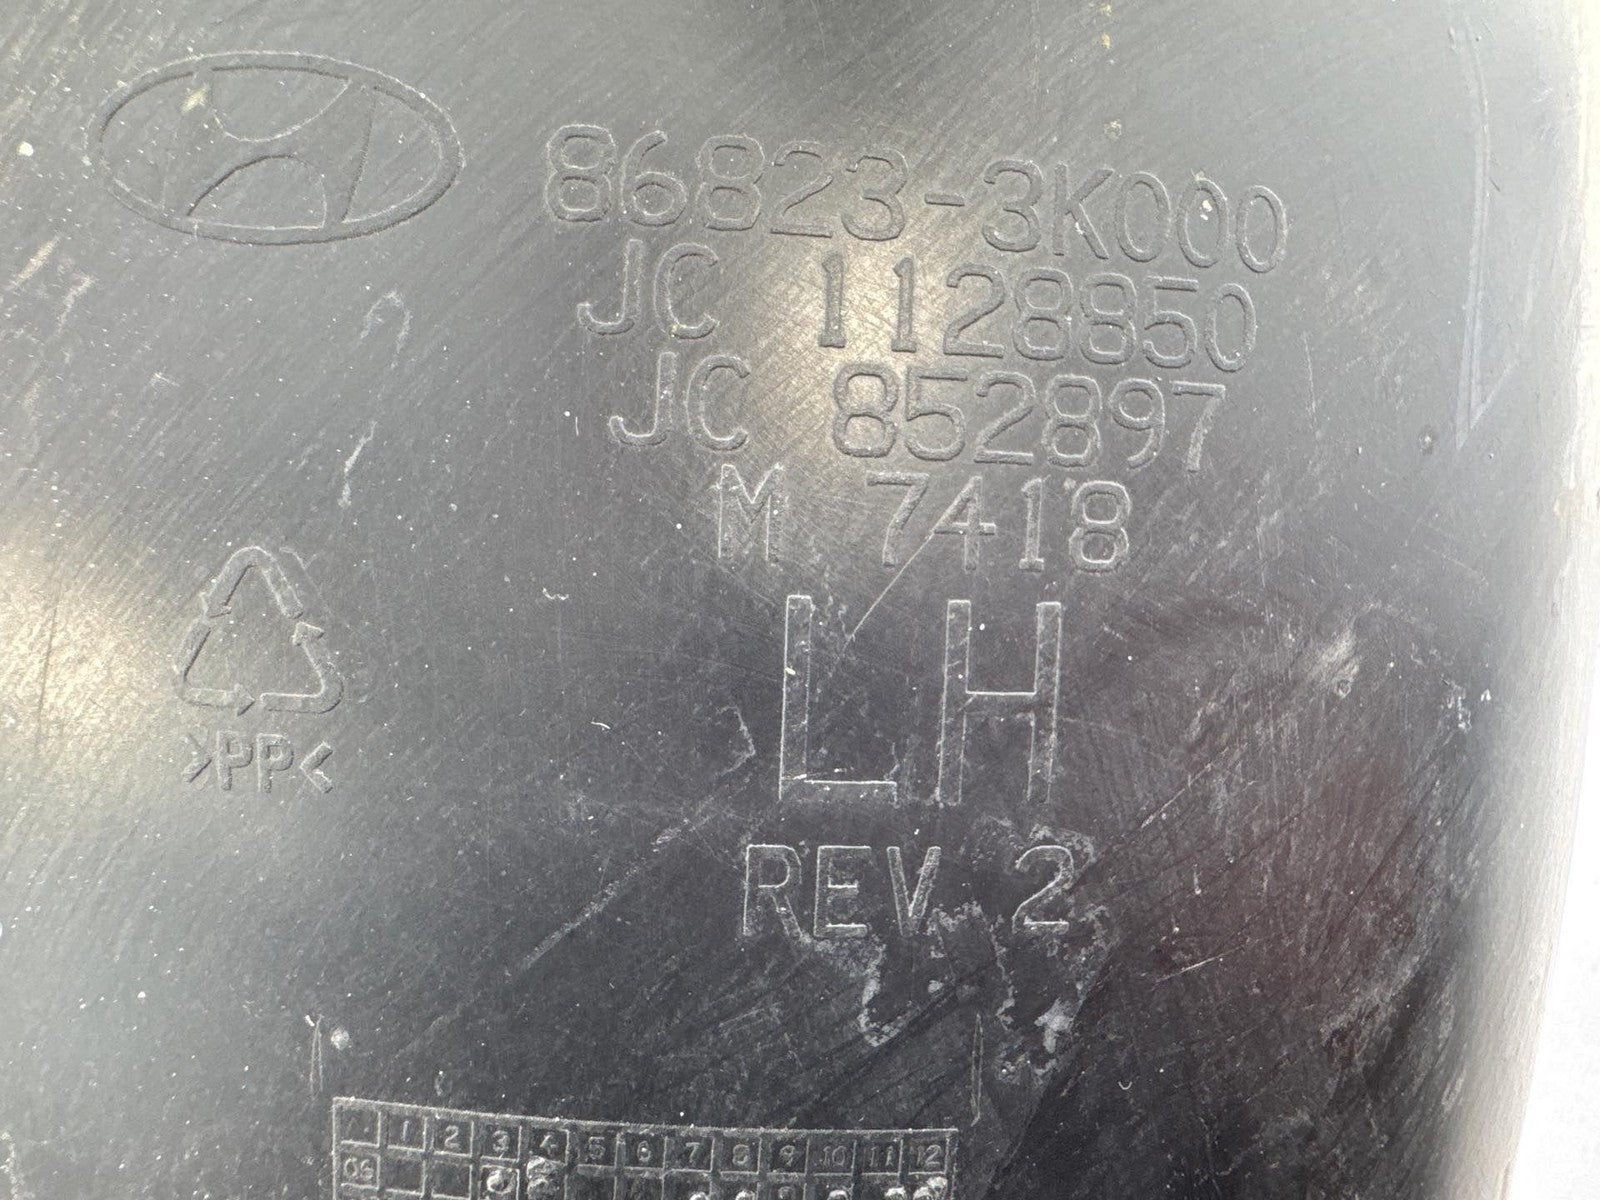 86823-3K000
JC 1128850
JC 852897
M 7418
LH
>PP<
REV 2
1 2 3 4 5 6 7 8 9 10 11 12
06